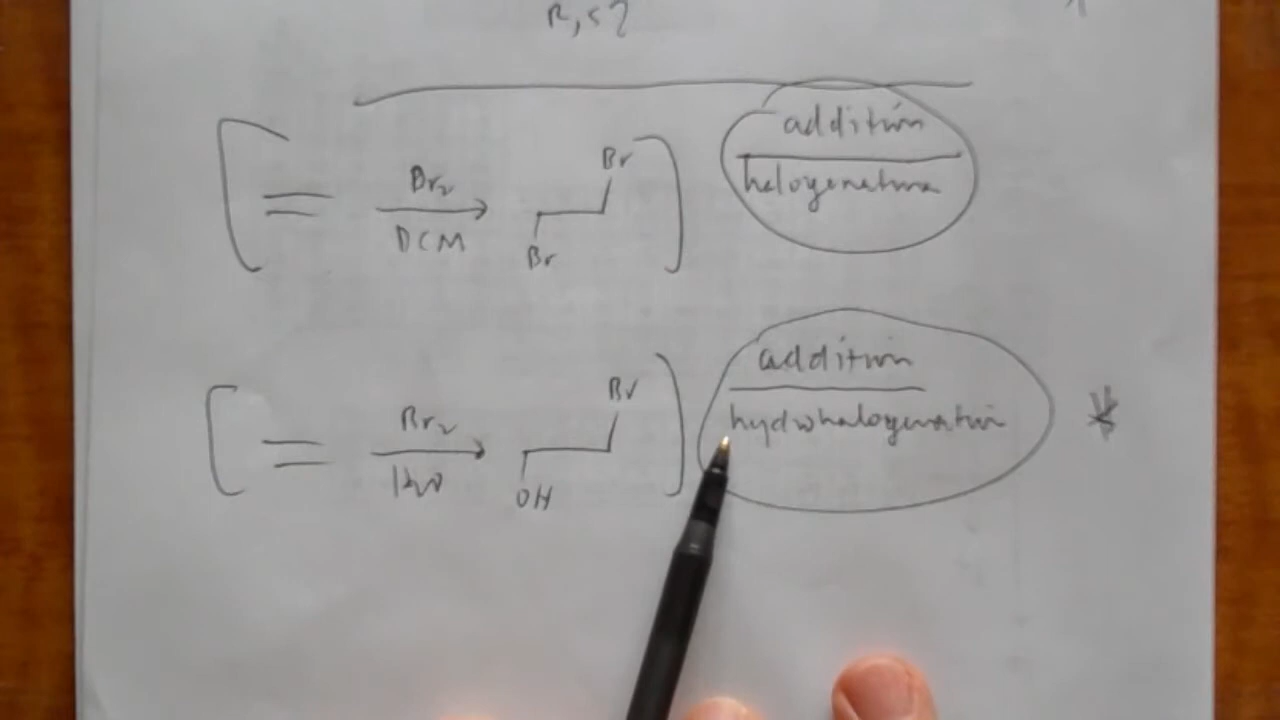 R, S?
addition
halogenation
Br₂
DCM
Br
Br
addition
hydrohalogenation
Br₂
H₂O
Br
OH
*